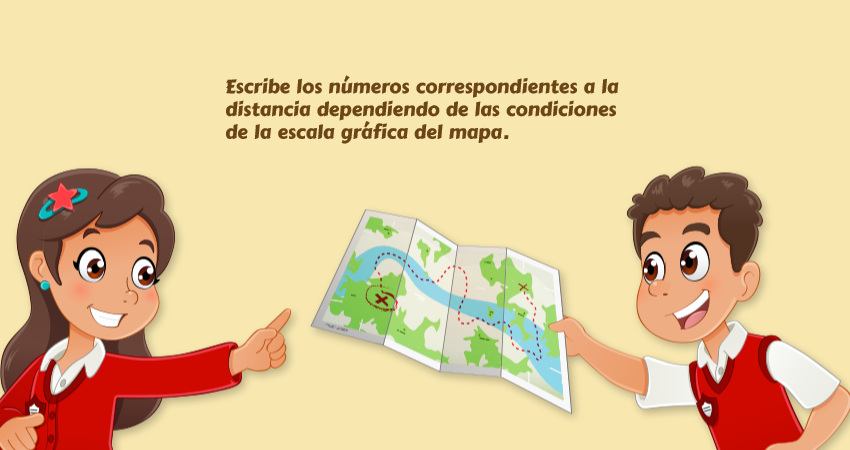 Escribe los números correspondientes a la
distancia dependiendo de las condiciones
de la escala gráfica del mapa.